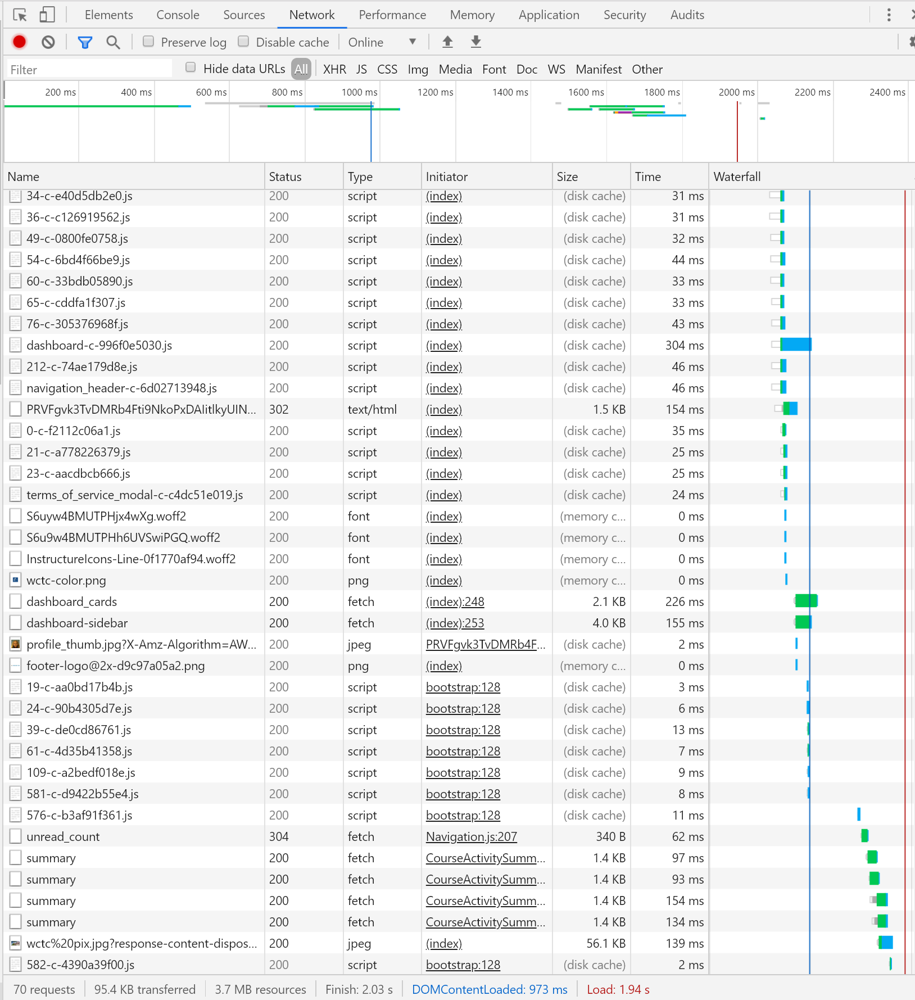 Elements Console Sources Network Performance Memory Application Security Audits
Preserve log Disable cache Online
Filter Hide data URLs All XHR JS CSS Img Media Font Doc WS Manifest Other
200 ms 400 ms 600 ms 800 ms 1000 ms 1200 ms 1400 ms 1600 ms 1800 ms 2000 ms 2200 ms 2400 ms
Name Status Type Initiator Size Time Waterfall
34-c-e40d5db2e0.js 200 script (index) (disk cache) 31 ms
36-c-c126919562.js 200 script (index) (disk cache) 31 ms
49-c-0800fe0758.js 200 script (index) (disk cache) 32 ms
54-c-6bd4f66be9.js 200 script (index) (disk cache) 44 ms
60-c-33bdb05890.js 200 script (index) (disk cache) 33 ms
65-c-cddfa1f307.js 200 script (index) (disk cache) 33 ms
76-c-305376968f.js 200 script (index) (disk cache) 43 ms
dashboard-c-996f0e5030.js 200 script (index) (disk cache) 304 ms
212-c-74ae179d8e.js 200 script (index) (disk cache) 46 ms
navigation_header-c-6d02713948.js 200 script (index) (disk cache) 46 ms
PRVFgvk3TvDMRb4Fti9NkoPxDAIitlkyUIN... 302 text/html (index) 1.5 KB 154 ms
0-c-f2112c06a1.js 200 script (index) (disk cache) 35 ms
21-c-a778226379.js 200 script (index) (disk cache) 25 ms
23-c-aacdbcb666.js 200 script (index) (disk cache) 25 ms
terms_of_service_modal-c-c4dc51e019.js 200 script (index) (disk cache) 24 ms
S6uyw4BMUTPHjx4wXg.woff2 200 font (index) (memory c... 0 ms
S6u9w4BMUTPHh6UVSwiPGQ.woff2 200 font (index) (memory c... 0 ms
InstructureIcons-Line-0f1770af94.woff2 200 font (index) (memory c... 0 ms
wctc-color.png 200 png (index) (memory c... 0 ms
dashboard_cards 200 fetch (index):248 2.1 KB 226 ms
dashboard-sidebar 200 fetch (index):253 4.0 KB 155 ms
profile_thumb.jpg?X-Amz-Algorithm=AW... 200 jpeg PRVFgvk3TvDMRb4F... (disk cache) 2 ms
footer-logo@2x-d9c97a05a2.png 200 png (index) (memory c... 0 ms
19-c-aa0bd17b4b.js 200 script bootstrap:128 (disk cache) 3 ms
24-c-90b4305d7e.js 200 script bootstrap:128 (disk cache) 6 ms
39-c-de0cd86761.js 200 script bootstrap:128 (disk cache) 13 ms
61-c-4d35b41358.js 200 script bootstrap:128 (disk cache) 7 ms
109-c-a2bedf018e.js 200 script bootstrap:128 (disk cache) 9 ms
581-c-d9422b55e4.js 200 script bootstrap:128 (disk cache) 8 ms
576-c-b3af91f361.js 200 script bootstrap:128 (disk cache) 11 ms
unread_count 304 fetch Navigation.js:207 340 B 62 ms
summary 200 fetch CourseActivitySumm... 1.4 KB 97 ms
summary 200 fetch CourseActivitySumm... 1.4 KB 93 ms
summary 200 fetch CourseActivitySumm... 1.4 KB 154 ms
summary 200 fetch CourseActivitySumm... 1.4 KB 134 ms
wctc%20pix.jpg?response-content-dispos... 200 jpeg (index) 56.1 KB 139 ms
582-c-4390a39f00.js 200 script bootstrap:128 (disk cache) 2 ms
70 requests 95.4 KB transferred 3.7 MB resources Finish: 2.03 s DOMContentLoaded: 973 ms Load: 1.94 s